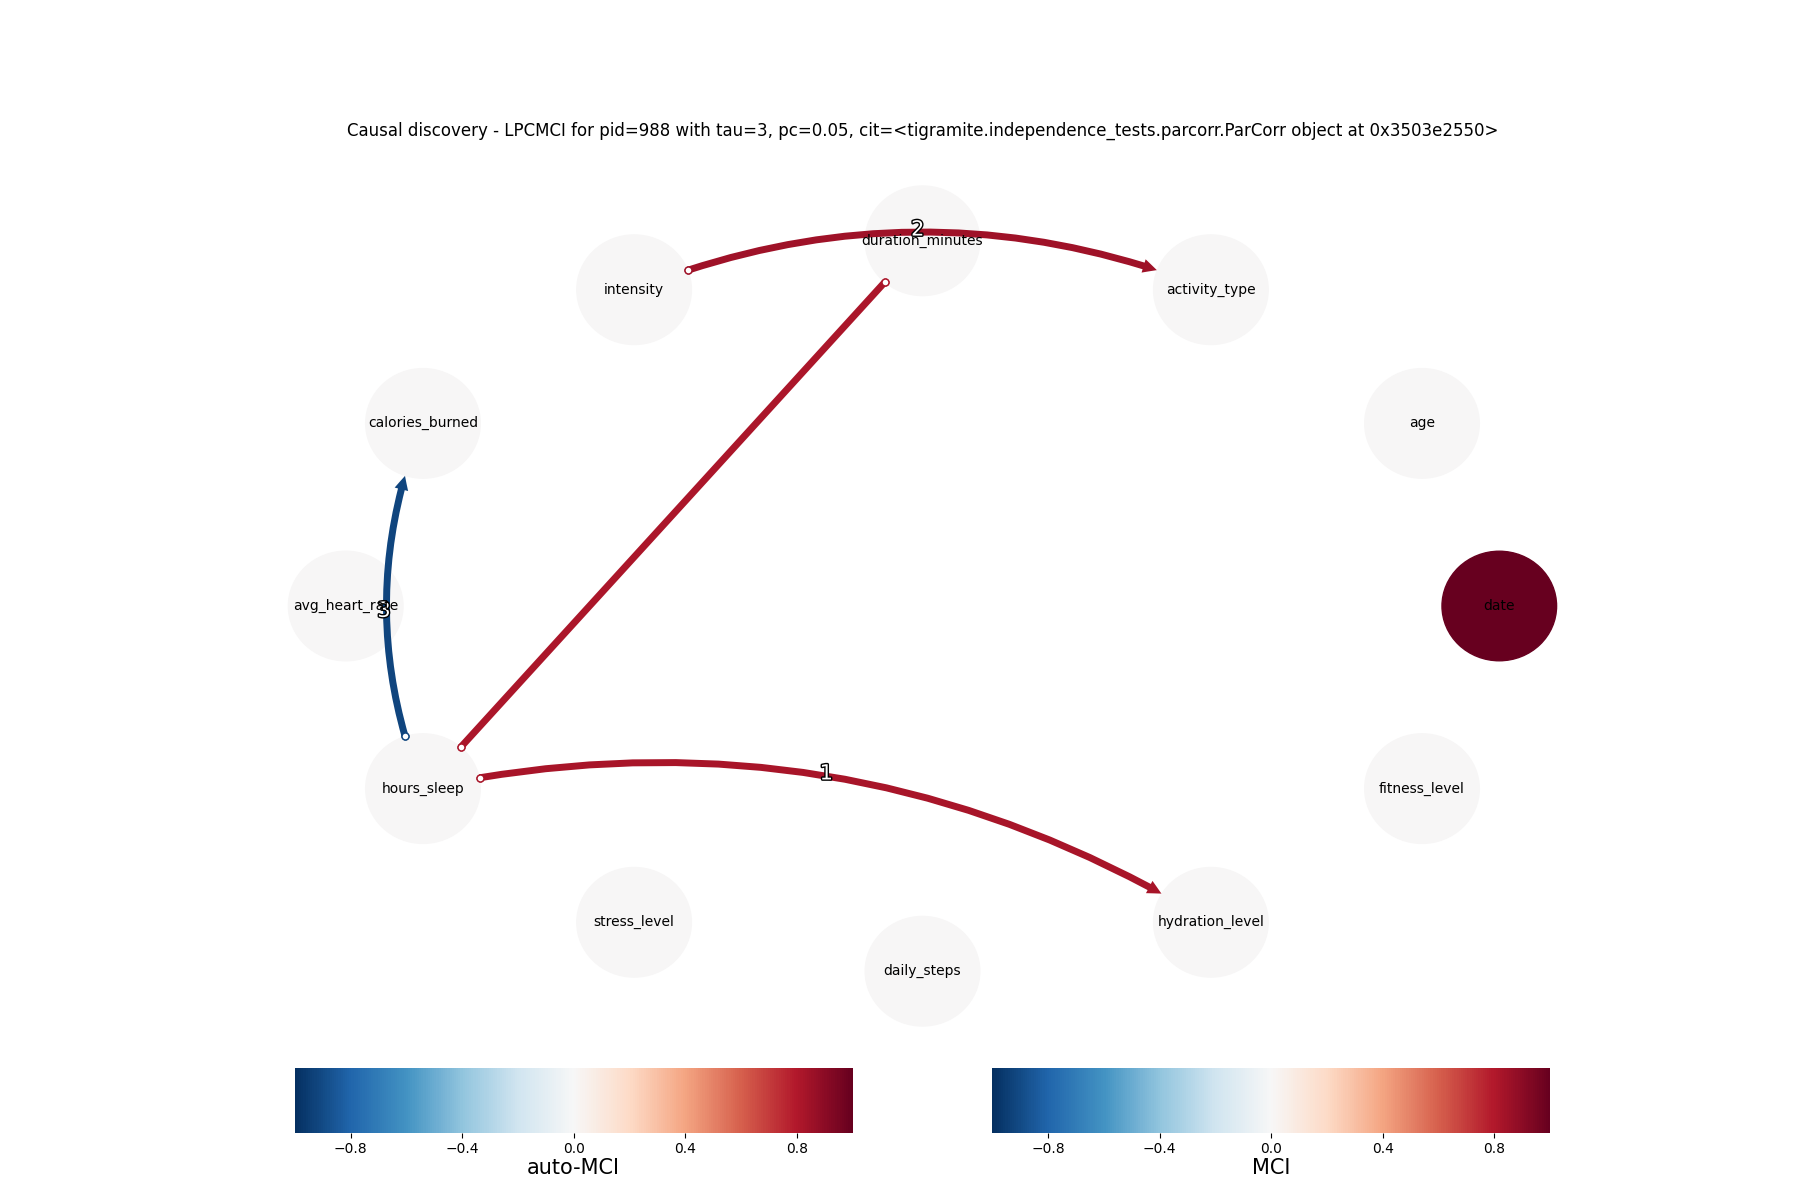 Causal discovery - LPCMCI for pid=988 with tau=3, pc=0.05, cit=<tigramite.independence_tests.parcorr.ParCorr object at 0x3503e2550>
2
duration_minutes
intensity
activity_type
calories_burned
age
avg_heart_rate
3
date
1
hours_sleep
fitness_level
stress_level
hydration_level
daily_steps
−0.8 −0.4 0.0 0.4 0.8
auto-MCI
−0.8 −0.4 0.0 0.4 0.8
MCI